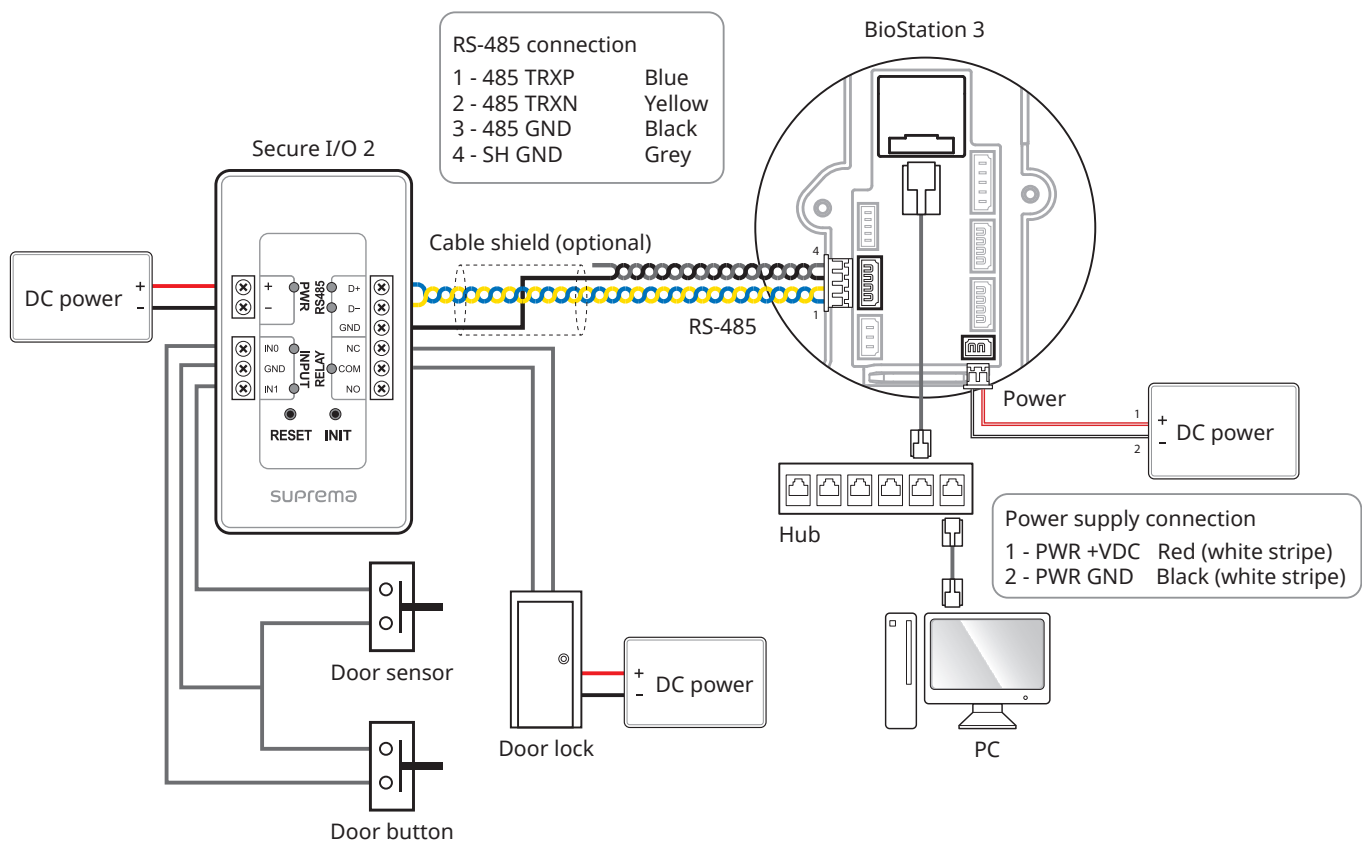 BioStation 3
RS-485 connection
1 - 485 TRXP Blue
2 - 485 TRXN Yellow
3 - 485 GND Black
4 - SH GND Grey
Secure I/O 2
Cable shield (optional)
4
1
RS-485
DC power
+
-
+
-
PWR
RS485
D+
D-
GND
IN0
GND
IN1
INPUT
RELAY
NC
COM
NO
RESET INIT
suprema
Power
1
2
+
-
DC power
Hub
Power supply connection
1 - PWR +VDC Red (white stripe)
2 - PWR GND Black (white stripe)
Door sensor
+
-
DC power
Door lock
PC
Door button